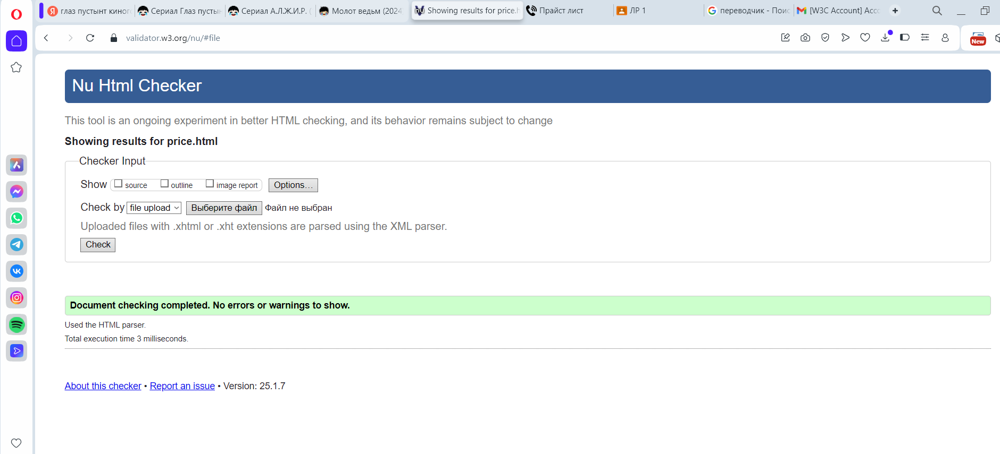 глаз пустынт киног
Сериал Глаз пустын
Сериал А.Л.Ж.И.Р. (
Молот ведьм (2024
Showing results for price.h
Прайст лист
ЛР 1
переводчик - Поис
[W3C Account] Acco
validator.w3.org/nu/#file
New
Nu Html Checker
This tool is an ongoing experiment in better HTML checking, and its behavior remains subject to change
Showing results for price.html
Checker Input
Show source outline image report Options...
Check by file upload Выберите файл Файл не выбран
Uploaded files with .xhtml or .xht extensions are parsed using the XML parser.
Check
Document checking completed. No errors or warnings to show.
Used the HTML parser.
Total execution time 3 milliseconds.
About this checker • Report an issue • Version: 25.1.7